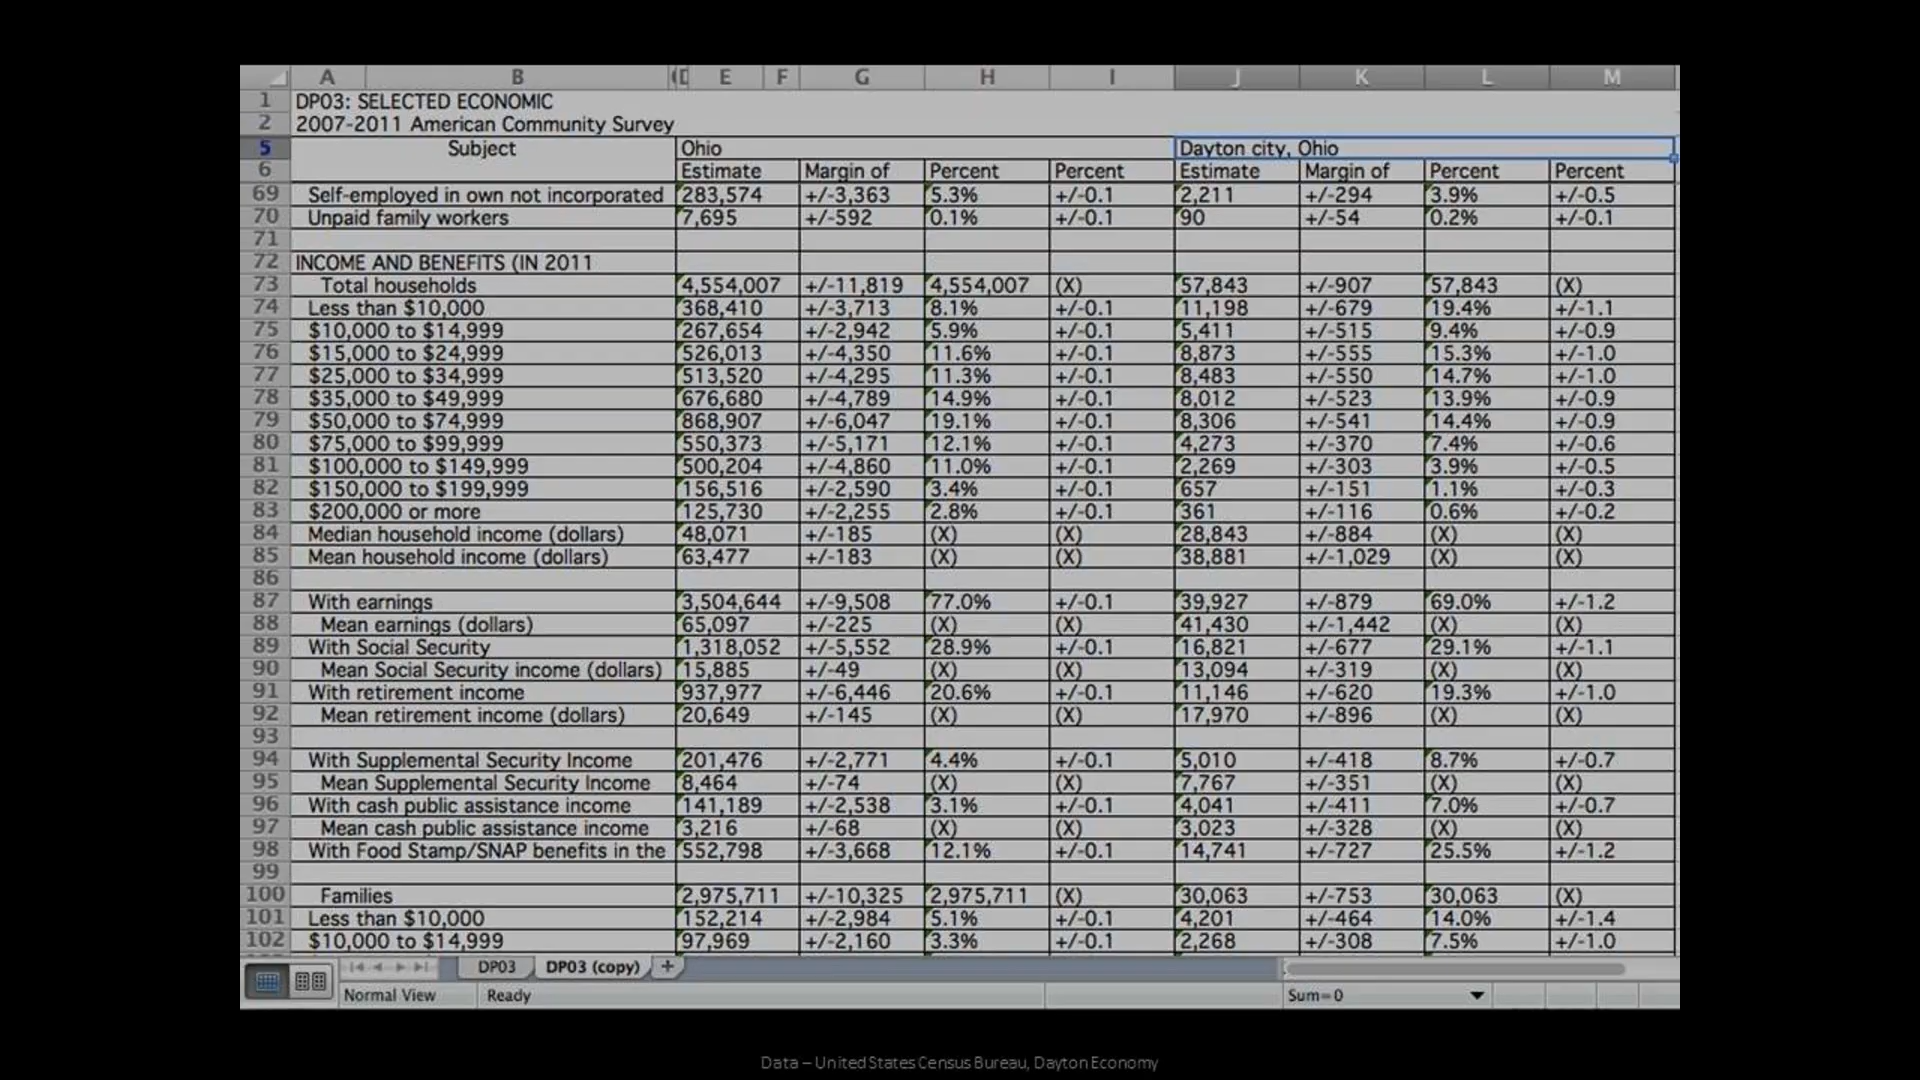 A B D E F G H I J K L M
1 DP03: SELECTED ECONOMIC
2 2007-2011 American Community Survey
5 Subject Ohio Dayton city, Ohio
6 Estimate Margin of Percent Percent Estimate Margin of Percent Percent
69 Self-employed in own not incorporated 283,574 +/-3,363 5.3% +/-0.1 2,211 +/-294 3.9% +/-0.5
70 Unpaid family workers 7,695 +/-592 0.1% +/-0.1 90 +/-54 0.2% +/-0.1
71
72 INCOME AND BENEFITS (IN 2011
73 Total households 4,554,007 +/-11,819 4,554,007 (X) 57,843 +/-907 57,843 (X)
74 Less than $10,000 368,410 +/-3,713 8.1% +/-0.1 11,198 +/-679 19.4% +/-1.1
75 $10,000 to $14,999 267,654 +/-2,942 5.9% +/-0.1 5,411 +/-515 9.4% +/-0.9
76 $15,000 to $24,999 526,013 +/-4,350 11.6% +/-0.1 8,873 +/-555 15.3% +/-1.0
77 $25,000 to $34,999 513,520 +/-4,295 11.3% +/-0.1 8,483 +/-550 14.7% +/-1.0
78 $35,000 to $49,999 676,680 +/-4,789 14.9% +/-0.1 8,012 +/-523 13.9% +/-0.9
79 $50,000 to $74,999 868,907 +/-6,047 19.1% +/-0.1 8,306 +/-541 14.4% +/-0.9
80 $75,000 to $99,999 550,373 +/-5,171 12.1% +/-0.1 4,273 +/-370 7.4% +/-0.6
81 $100,000 to $149,999 500,204 +/-4,860 11.0% +/-0.1 2,269 +/-303 3.9% +/-0.5
82 $150,000 to $199,999 156,516 +/-2,590 3.4% +/-0.1 657 +/-151 1.1% +/-0.3
83 $200,000 or more 125,730 +/-2,255 2.8% +/-0.1 361 +/-116 0.6% +/-0.2
84 Median household income (dollars) 48,071 +/-185 (X) (X) 28,843 +/-884 (X) (X)
85 Mean household income (dollars) 63,477 +/-183 (X) (X) 38,881 +/-1,029 (X) (X)
86
87 With earnings 3,504,644 +/-9,508 77.0% +/-0.1 39,927 +/-879 69.0% +/-1.2
88 Mean earnings (dollars) 65,097 +/-225 (X) (X) 41,430 +/-1,442 (X) (X)
89 With Social Security 1,318,052 +/-5,552 28.9% +/-0.1 16,821 +/-677 29.1% +/-1.1
90 Mean Social Security income (dollars) 15,885 +/-49 (X) (X) 13,094 +/-319 (X) (X)
91 With retirement income 937,977 +/-6,446 20.6% +/-0.1 11,146 +/-620 19.3% +/-1.0
92 Mean retirement income (dollars) 20,649 +/-145 (X) (X) 17,970 +/-896 (X) (X)
93
94 With Supplemental Security Income 201,476 +/-2,771 4.4% +/-0.1 5,010 +/-418 8.7% +/-0.7
95 Mean Supplemental Security Income 8,464 +/-74 (X) (X) 7,767 +/-351 (X) (X)
96 With cash public assistance income 141,189 +/-2,538 3.1% +/-0.1 4,041 +/-411 7.0% +/-0.7
97 Mean cash public assistance income 3,216 +/-68 (X) (X) 3,023 +/-328 (X) (X)
98 With Food Stamp/SNAP benefits in the 552,798 +/-3,668 12.1% +/-0.1 14,741 +/-727 25.5% +/-1.2
99
100 Families 2,975,711 +/-10,325 2,975,711 (X) 30,063 +/-753 30,063 (X)
101 Less than $10,000 152,214 +/-2,984 5.1% +/-0.1 4,201 +/-464 14.0% +/-1.4
102 $10,000 to $14,999 97,969 +/-2,160 3.3% +/-0.1 2,268 +/-308 7.5% +/-1.0
DP03 DP03 (copy) +
Normal View Ready Sum=0
Data – United States Census Bureau, Dayton Economy